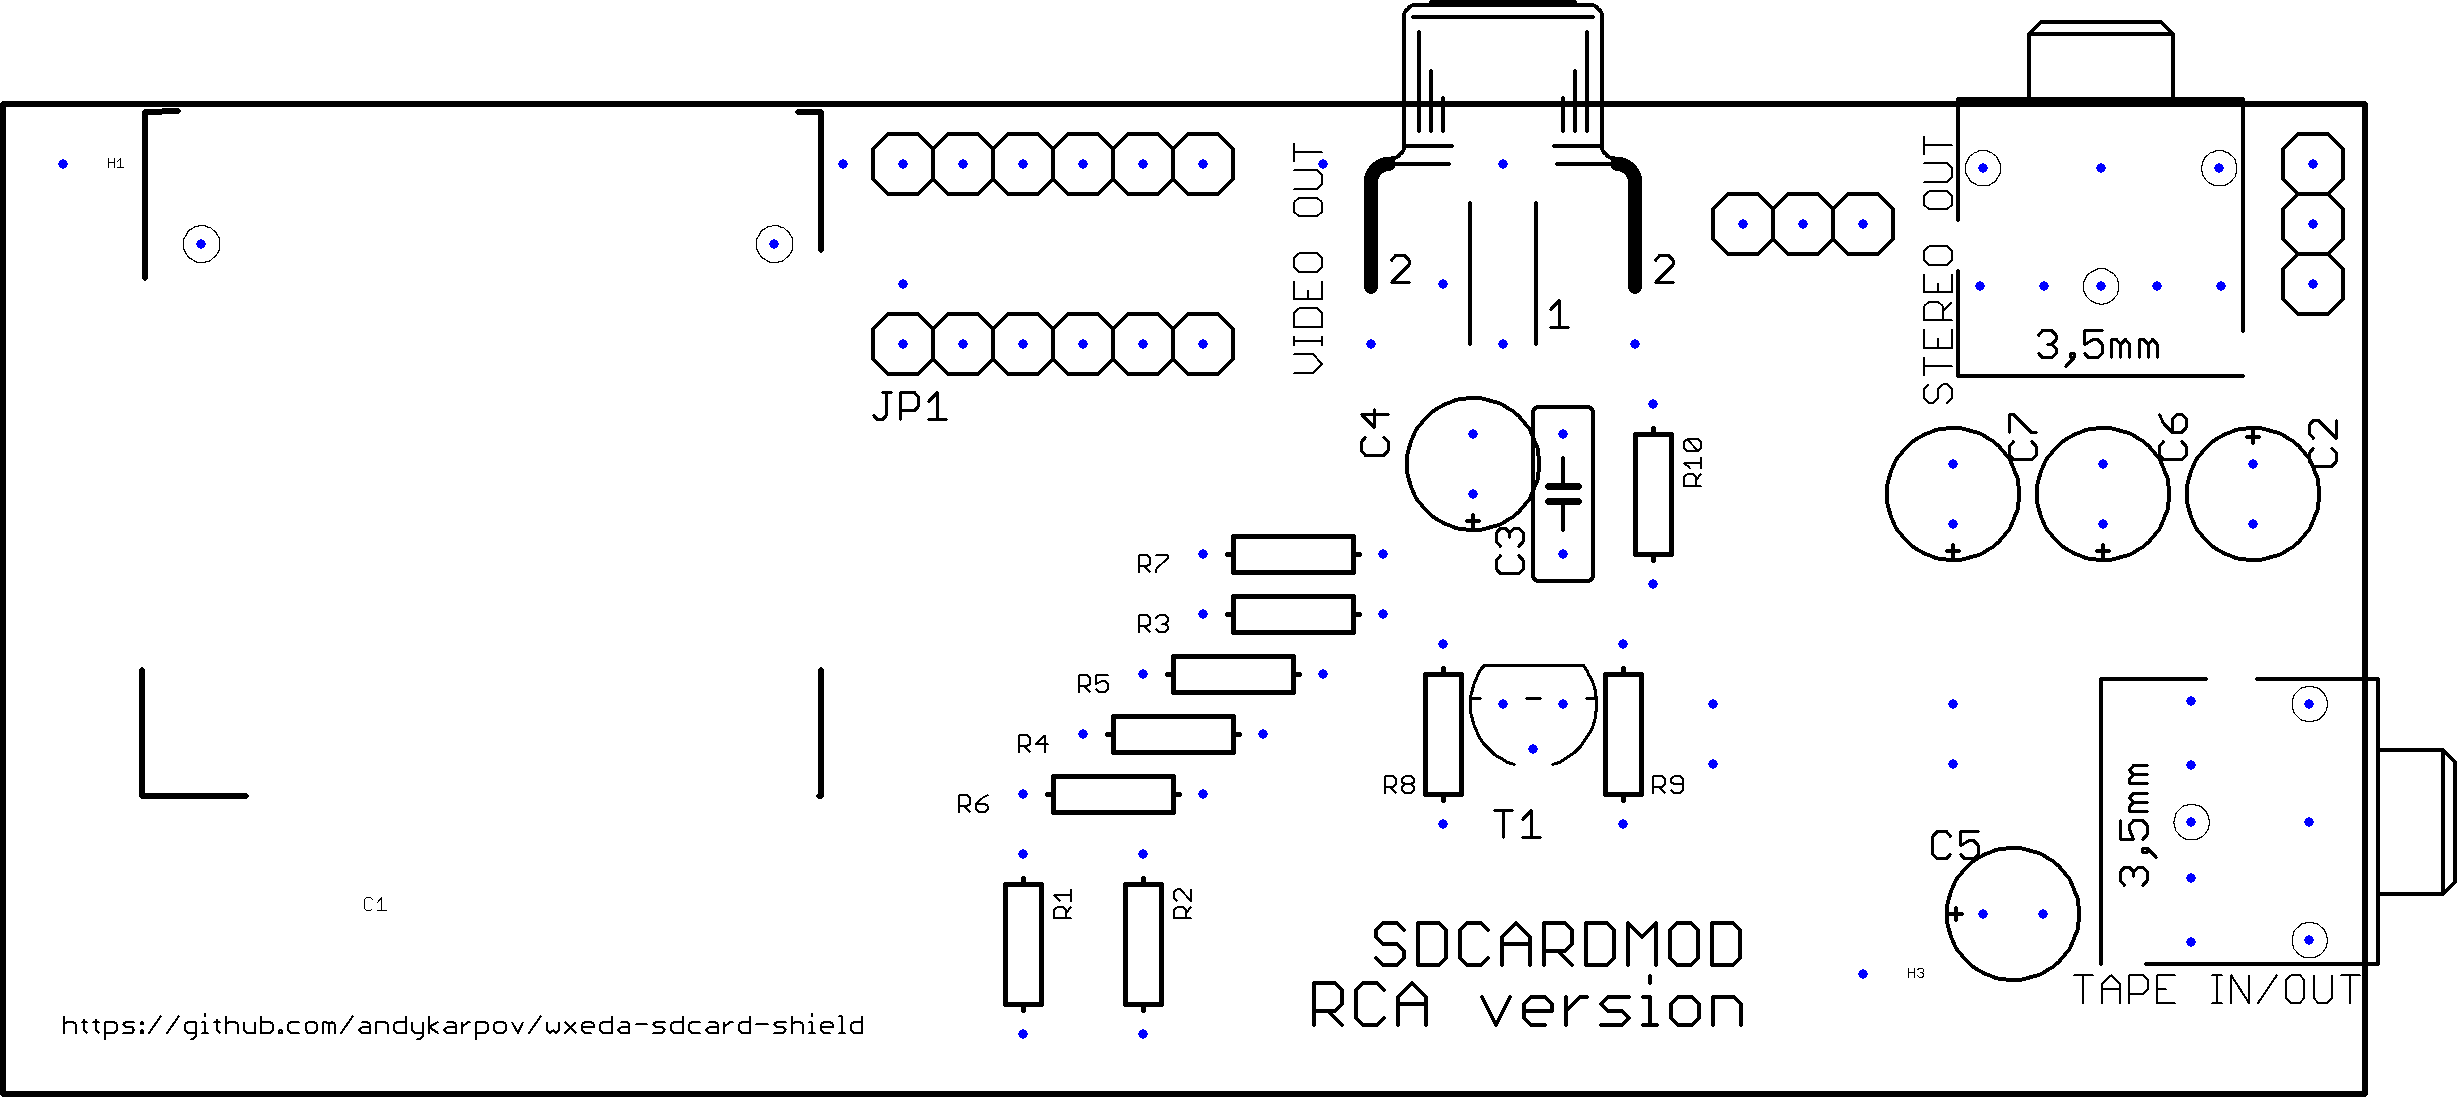 H1
VIDEO OUT
STEREO OUT
2
2
1
3,5mm
JP1
C4
C7
C6
C2
R10
C3
R7
R3
R5
R4
R6
R8
R9
T1
3,5mm
C5
R1
R2
C1
SDCARDMOD
RCA version
H3
TAPE IN/OUT
https://github.com/andykarpov/wxeda-sdcard-shield